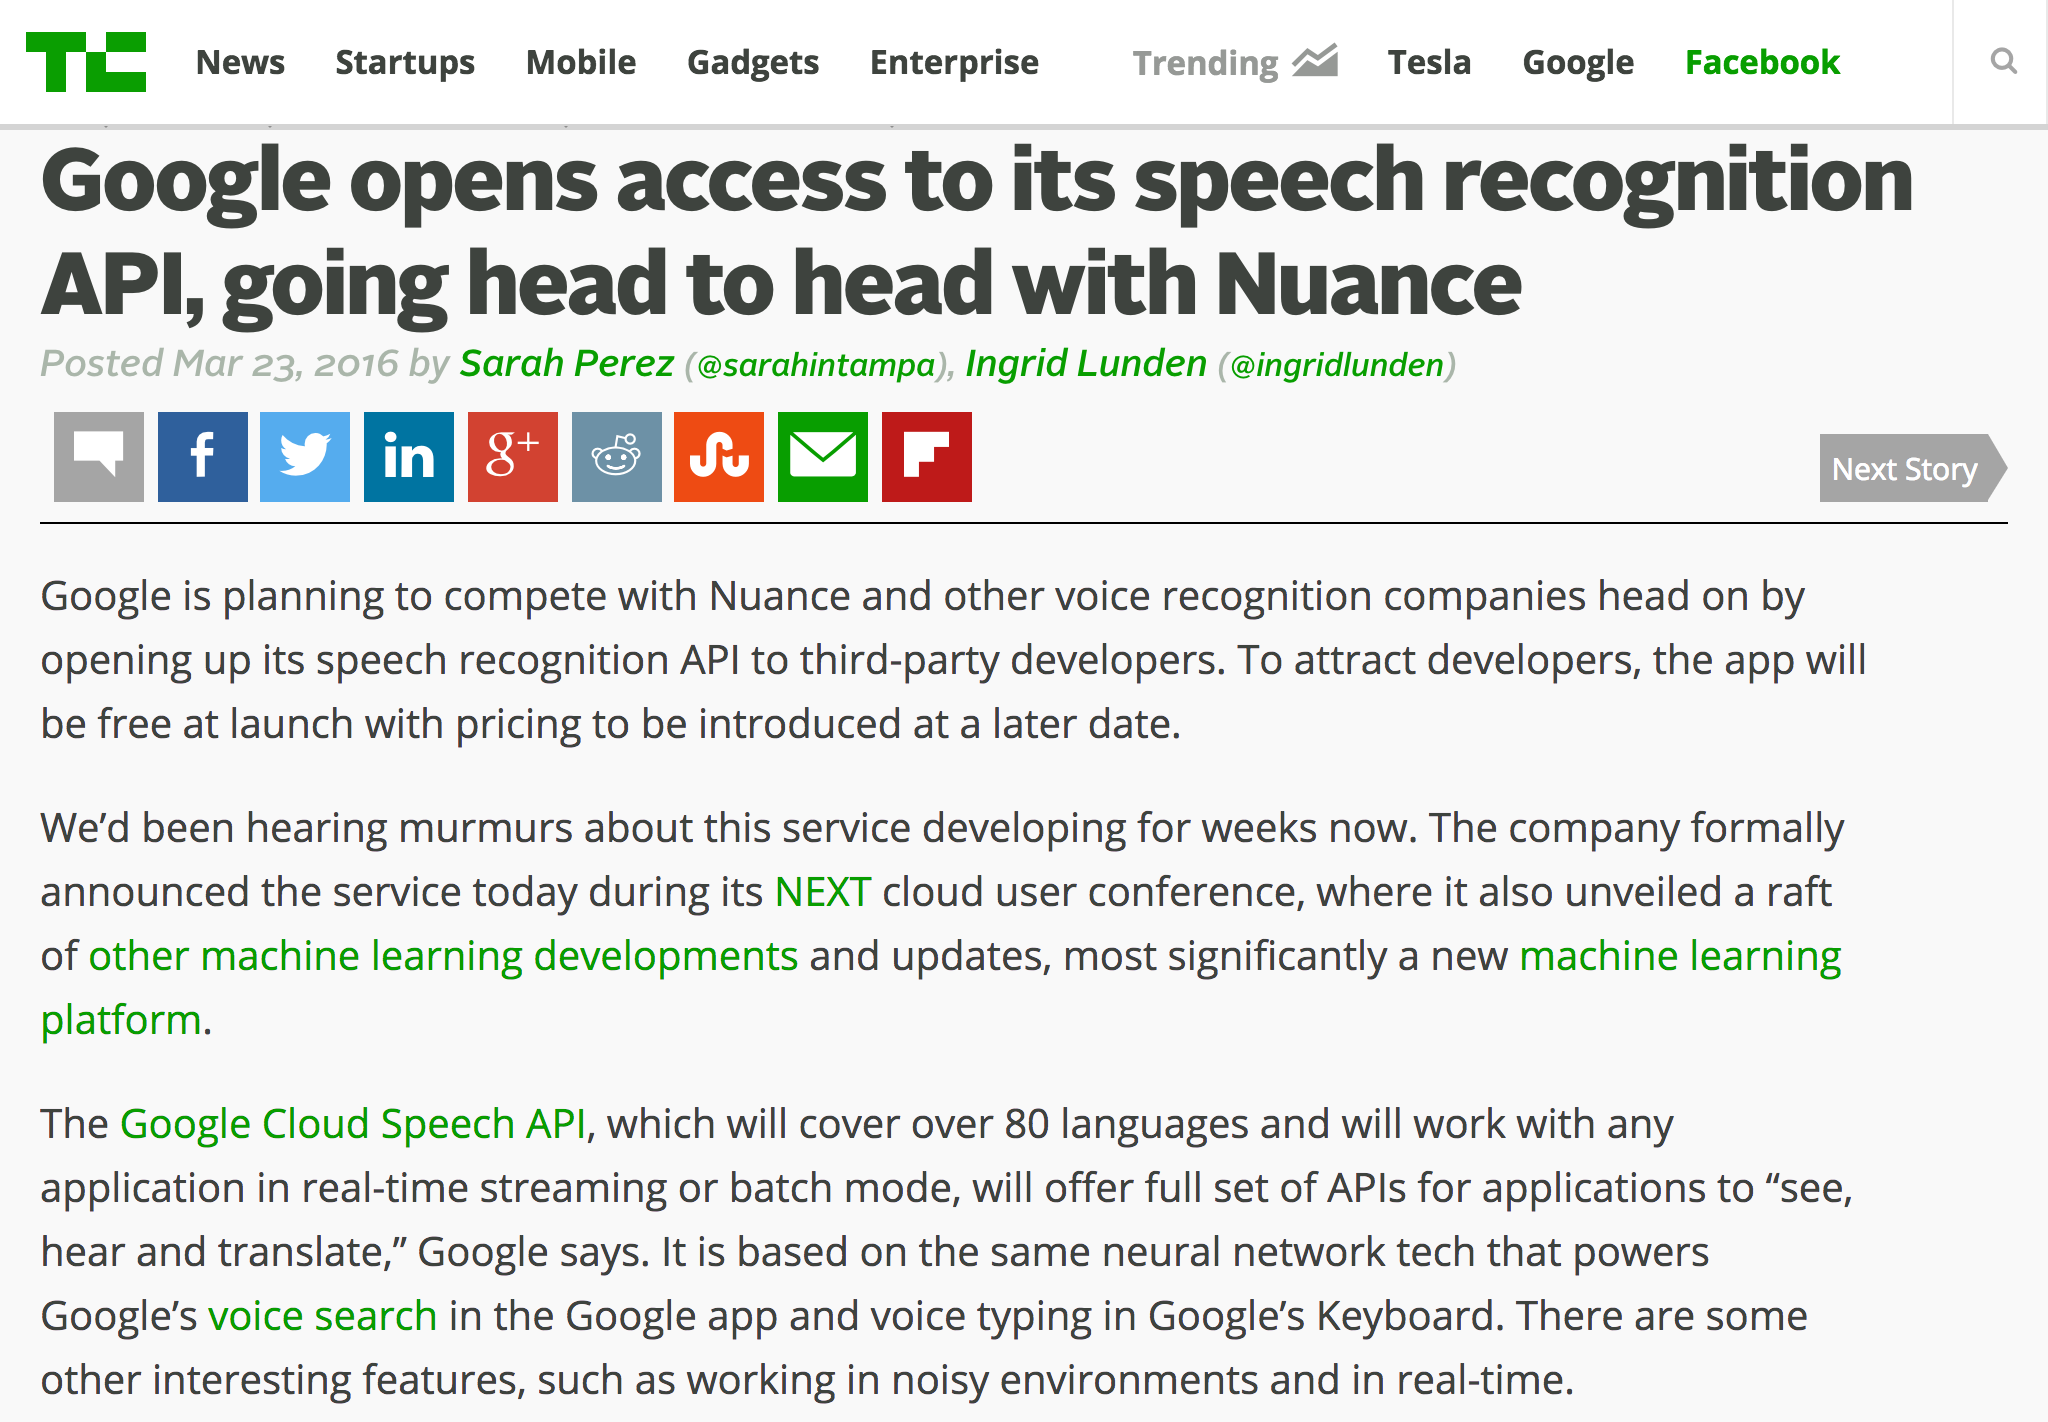 TC News Startups Mobile Gadgets Enterprise Trending Tesla Google Facebook
Google opens access to its speech recognition
API, going head to head with Nuance
Posted Mar 23, 2016 by Sarah Perez (@sarahintampa), Ingrid Lunden (@ingridlunden)
f in g+
Next Story
Google is planning to compete with Nuance and other voice recognition companies head on by
opening up its speech recognition API to third-party developers. To attract developers, the app will
be free at launch with pricing to be introduced at a later date.
We’d been hearing murmurs about this service developing for weeks now. The company formally
announced the service today during its NEXT cloud user conference, where it also unveiled a raft
of other machine learning developments and updates, most significantly a new machine learning
platform.
The Google Cloud Speech API, which will cover over 80 languages and will work with any
application in real-time streaming or batch mode, will offer full set of APIs for applications to “see,
hear and translate,” Google says. It is based on the same neural network tech that powers
Google’s voice search in the Google app and voice typing in Google’s Keyboard. There are some
other interesting features, such as working in noisy environments and in real-time.